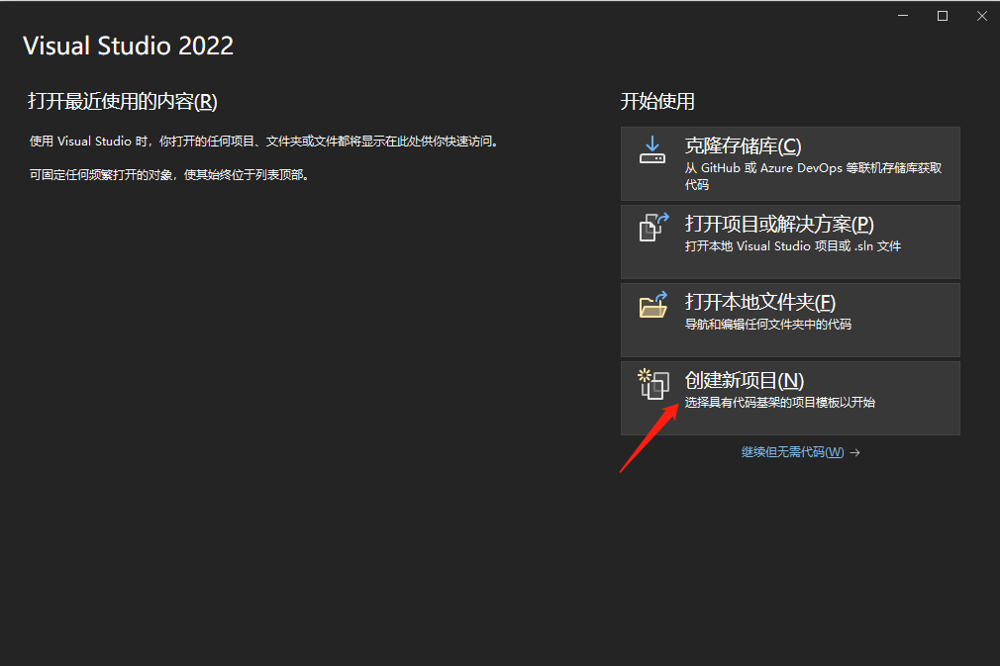 Visual Studio 2022
打开最近使用的内容(R)
使用 Visual Studio 时，你打开的任何项目、文件夹或文件都将显示在此处供你快速访问。
可固定任何频繁打开的对象，使其始终位于列表顶部。
开始使用
克隆存储库(C)
从 GitHub 或 Azure DevOps 等联机存储库获取
代码
打开项目或解决方案(P)
打开本地 Visual Studio 项目或 .sln 文件
打开本地文件夹(F)
导航和编辑任何文件夹中的代码
创建新项目(N)
选择具有代码基架的项目模板以开始
继续但无需代码(W) →